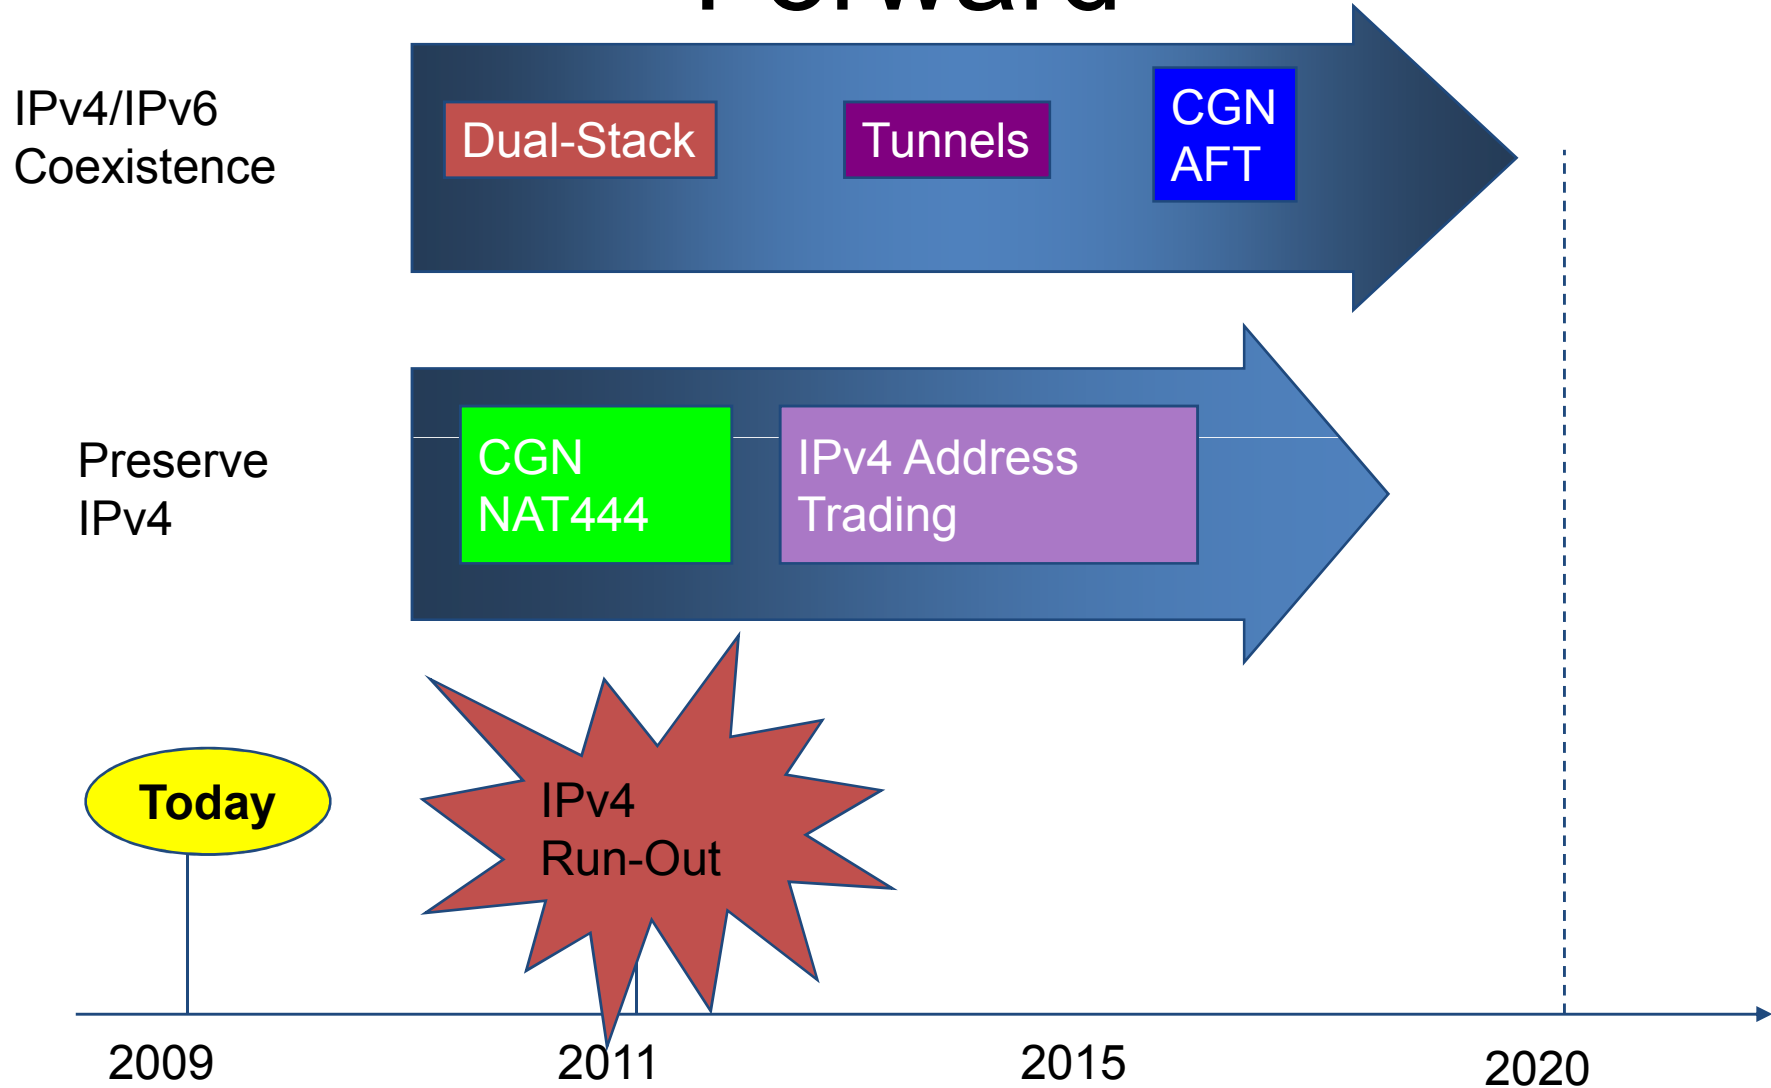 Forward
IPv4/IPv6
Coexistence
Dual-Stack
Tunnels
CGN
AFT
Preserve
IPv4
CGN
NAT444
IPv4 Address
Trading
Today
IPv4
Run-Out
2009
2011
2015
2020